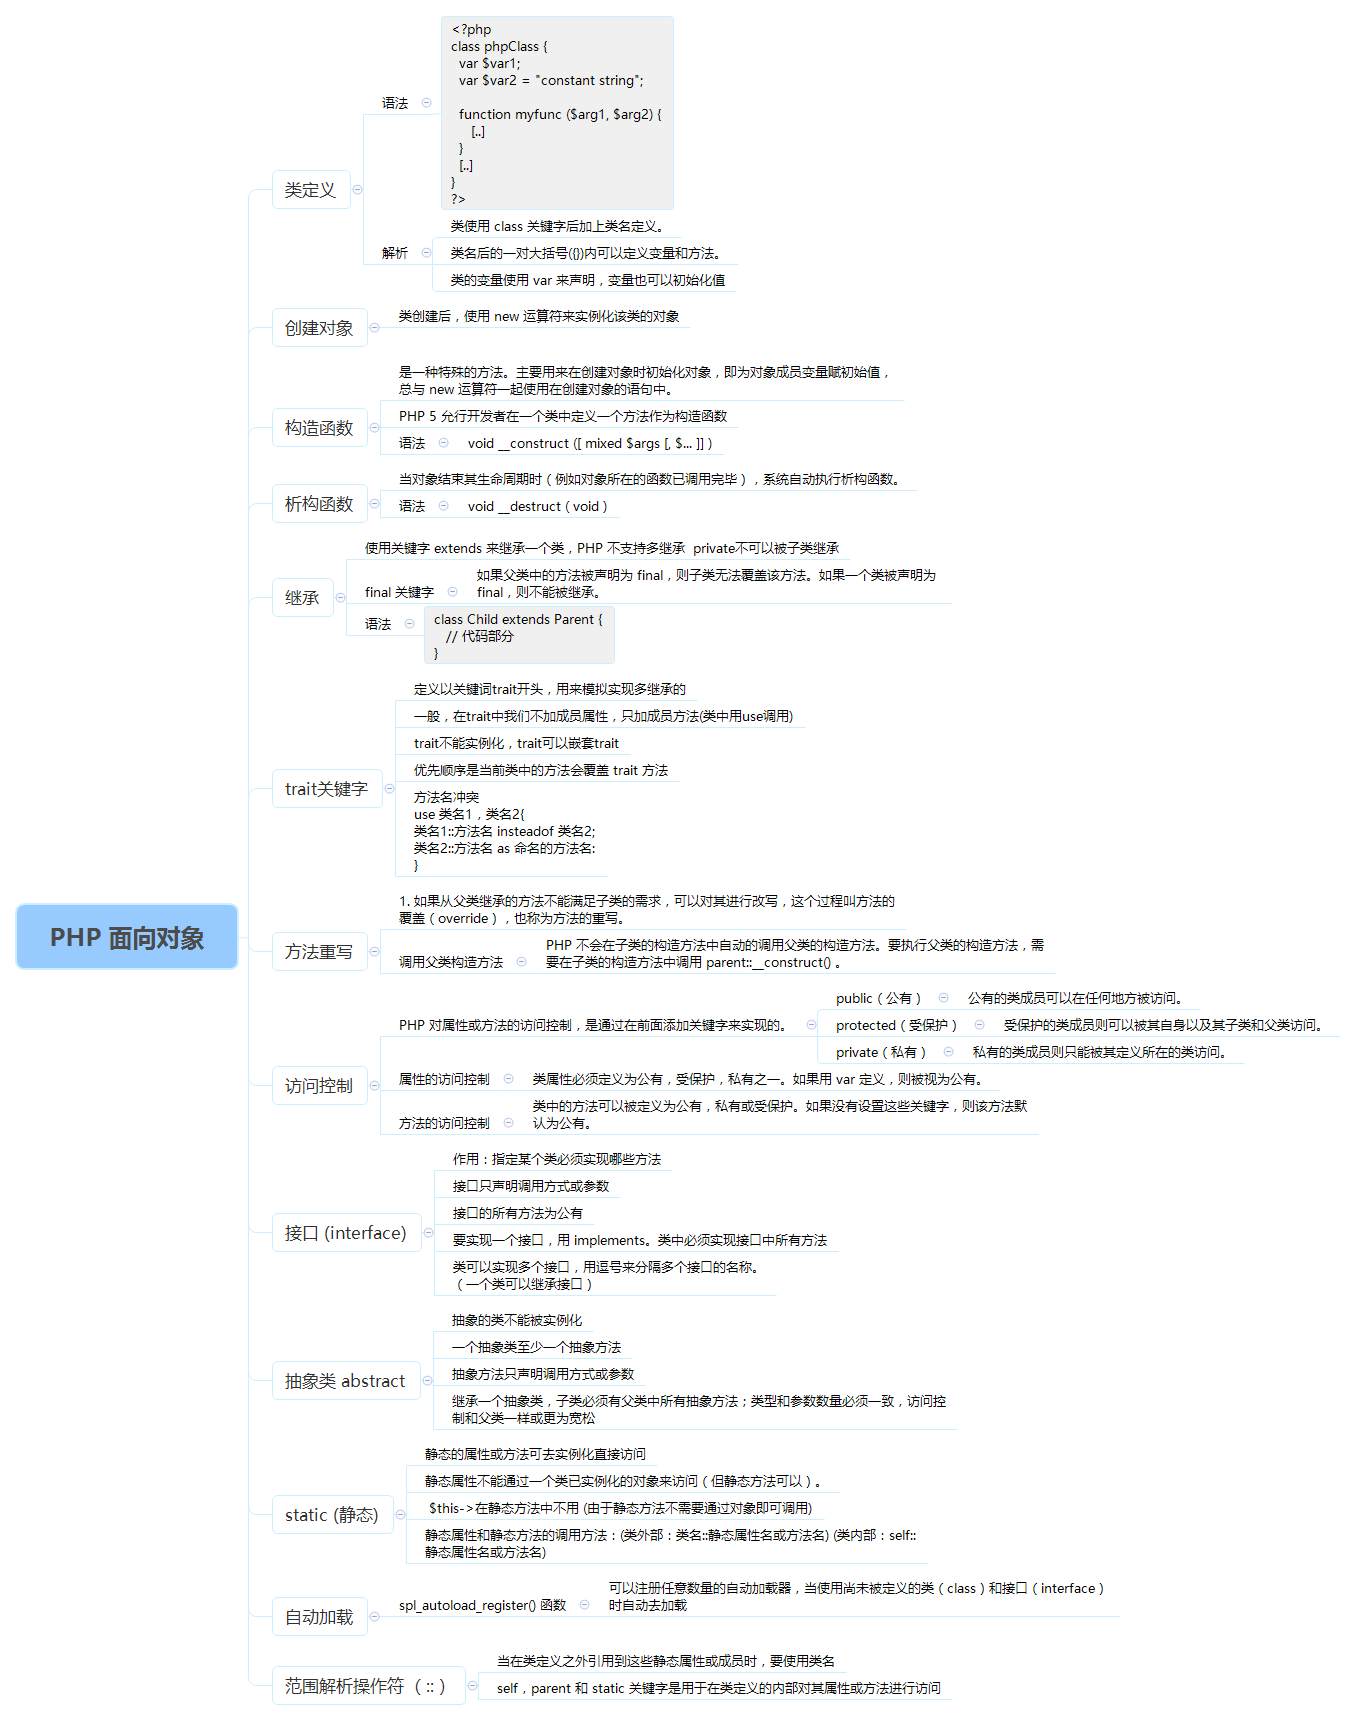 PHP 面向对象
类定义
语法
<?php
class phpClass {
var $var1;
var $var2 = "constant string";
function myfunc ($arg1, $arg2) {
[..]
}
[..]
}
?>
解析
类使用 class 关键字后加上类名定义。
类名后的一对大括号({})内可以定义变量和方法。
类的变量使用 var 来声明，变量也可以初始化值
创建对象
类创建后，使用 new 运算符来实例化该类的对象
构造函数
是一种特殊的方法。主要用来在创建对象时初始化对象，即为对象成员变量赋初始值，
总与 new 运算符一起使用在创建对象的语句中。
PHP 5 允行开发者在一个类中定义一个方法作为构造函数
语法
void __construct ([ mixed $args [, $... ]] )
析构函数
当对象结束其生命周期时（例如对象所在的函数已调用完毕），系统自动执行析构函数。
语法
void __destruct ( void )
继承
使用关键字 extends 来继承一个类，PHP 不支持多继承  private不可以被子类继承
final 关键字
如果父类中的方法被声明为 final，则子类无法覆盖该方法。如果一个类被声明为
final，则不能被继承。
语法
class Child extends Parent {
// 代码部分
}
trait关键字
定义以关键词trait开头，用来模拟实现多继承的
一般，在trait中我们不加成员属性，只加成员方法(类中用use调用)
trait不能实例化，trait可以嵌套trait
优先顺序是当前类中的方法会覆盖 trait 方法
方法名冲突
use 类名1，类名2{
类名1::方法名 insteadof 类名2;
类名2::方法名 as 命名的方法名:
}
方法重写
1. 如果从父类继承的方法不能满足子类的需求，可以对其进行改写，这个过程叫方法的
覆盖（override），也称为方法的重写。
调用父类构造方法
PHP 不会在子类的构造方法中自动的调用父类的构造方法。要执行父类的构造方法，需
要在子类的构造方法中调用 parent::__construct() 。
访问控制
PHP 对属性或方法的访问控制，是通过在前面添加关键字来实现的。
public（公有）
公有的类成员可以在任何地方被访问。
protected（受保护）
受保护的类成员则可以被其自身以及其子类和父类访问。
private（私有）
私有的类成员则只能被其定义所在的类访问。
属性的访问控制
类属性必须定义为公有，受保护，私有之一。如果用 var 定义，则被视为公有。
方法的访问控制
类中的方法可以被定义为公有，私有或受保护。如果没有设置这些关键字，则该方法默
认为公有。
接口 (interface)
作用：指定某个类必须实现哪些方法
接口只声明调用方式或参数
接口的所有方法为公有
要实现一个接口，用 implements。类中必须实现接口中所有方法
类可以实现多个接口，用逗号来分隔多个接口的名称。
（一个类可以继承接口）
抽象类 abstract
抽象的类不能被实例化
一个抽象类至少一个抽象方法
抽象方法只声明调用方式或参数
继承一个抽象类，子类必须有父类中所有抽象方法；类型和参数数量必须一致，访问控
制和父类一样或更为宽松
static (静态)
静态的属性或方法可去实例化直接访问
静态属性不能通过一个类已实例化的对象来访问（但静态方法可以）。
$this->在静态方法中不用 (由于静态方法不需要通过对象即可调用)
静态属性和静态方法的调用方法：(类外部：类名::静态属性名或方法名) (类内部：self::
静态属性名或方法名)
自动加载
spl_autoload_register() 函数
可以注册任意数量的自动加载器，当使用尚未被定义的类（class）和接口（interface）
时自动去加载
范围解析操作符（ :: ）
当在类定义之外引用到这些静态属性或成员时，要使用类名
self，parent 和 static 关键字是用于在类定义的内部对其属性或方法进行访问